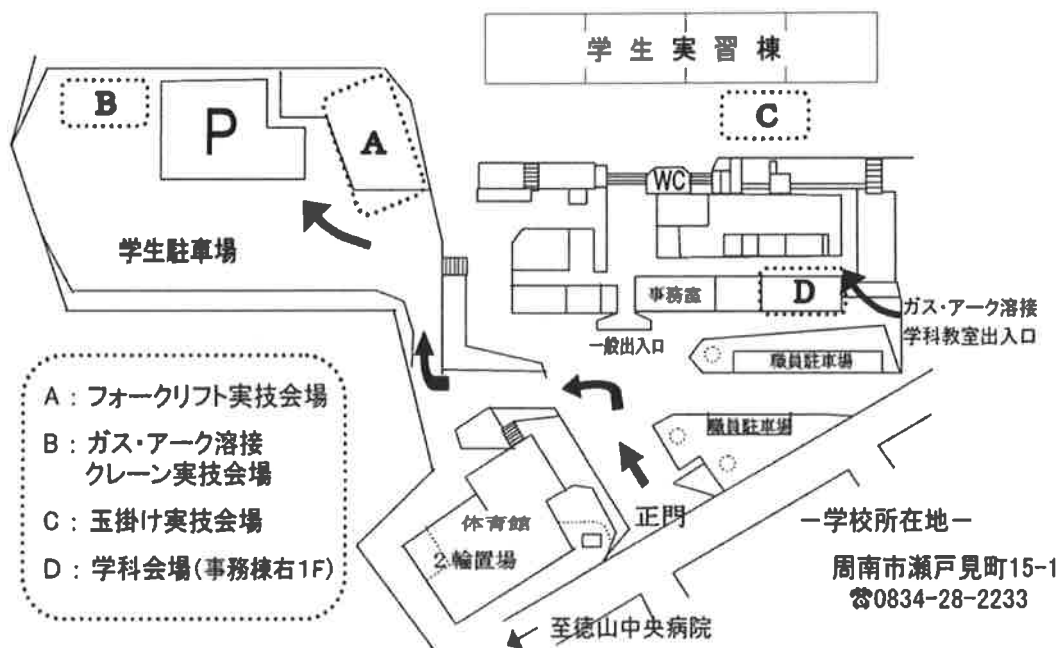 学生実習棟
B
P
A
C
WC
学生駐車場
事務室
D
ガス・アーク溶接
学科教室出入口
一般出入口
職員駐車場
職員駐車場
A：フォークリフト実技会場
B：ガス・アーク溶接
クレーン実技会場
C：玉掛け実技会場
D：学科会場(事務棟右1F)
体育館
2輪置場
正門
－学校所在地－
周南市瀬戸見町15-1
☎0834-28-2233
至徳山中央病院